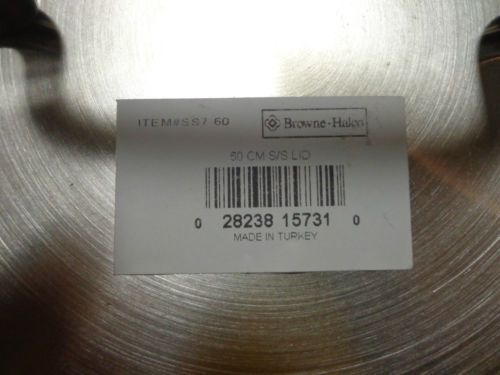 ITEM#SS7 60
Browne-Halco
60 CM S/S LID
0 28238 15731 0
MADE IN TURKEY